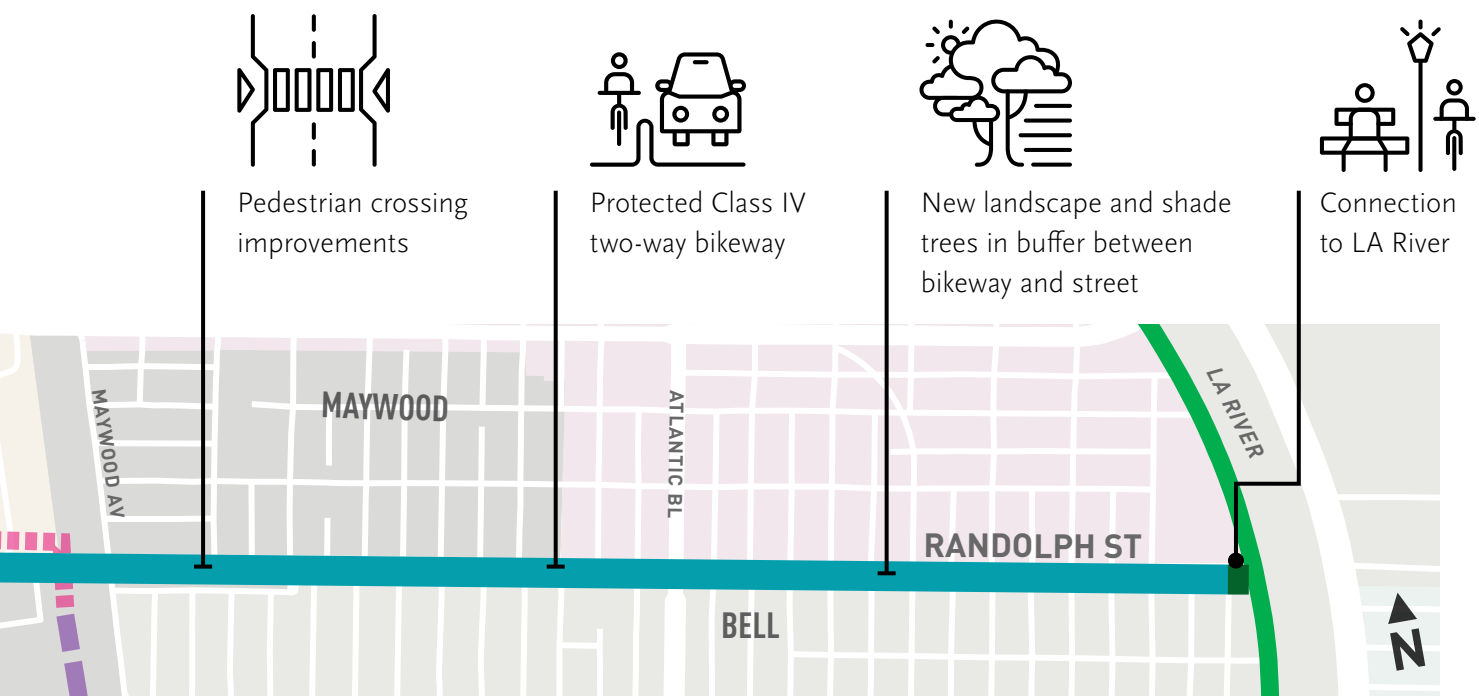 Pedestrian crossing
improvements
Protected Class IV
two-way bikeway
New landscape and shade
trees in buffer between
bikeway and street
Connection
to LA River
MAYWOOD AV
MAYWOOD
ATLANTIC BL
LA RIVER
RANDOLPH ST
BELL
N